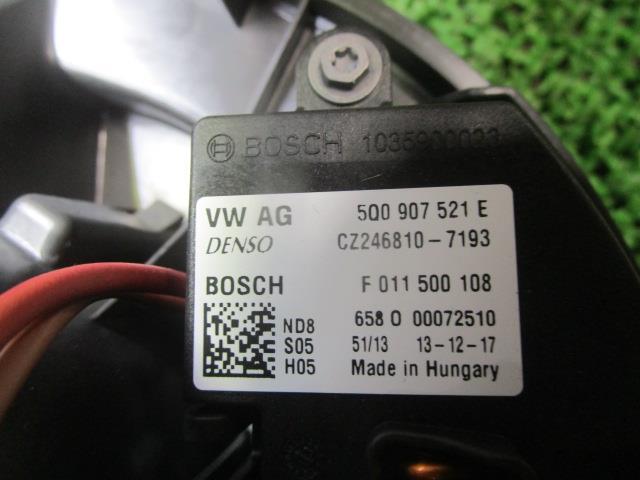 BOSCH
VW AG 5Q0 907 521 E
DENSO CZ246810-7193
BOSCH F 011 500 108
ND8 658 O 00072510
S05 51/13 13-12-17
H05 Made in Hungary